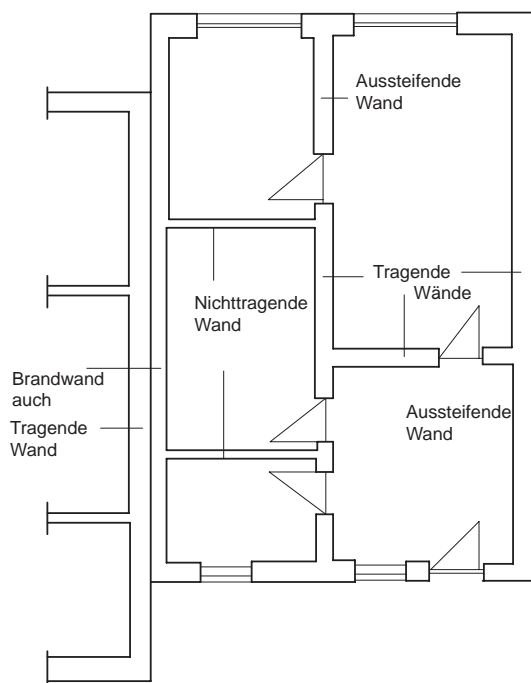 Aussteifende
Wand
Tragende
Wände
Nichttragende
Wand
Brandwand
auch
Tragende
Wand
Aussteifende
Wand